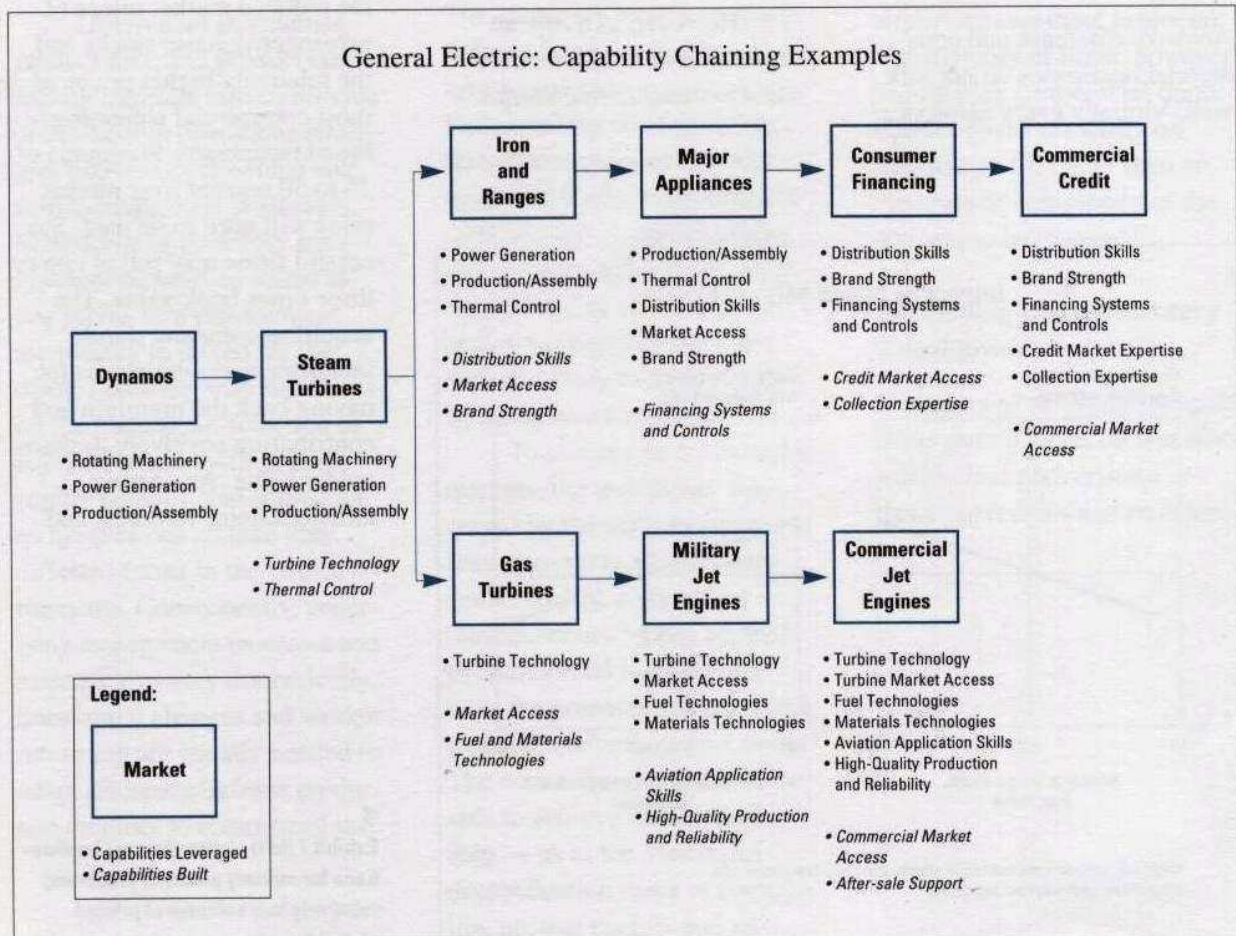 General Electric: Capability Chaining Examples
Dynamos
• Rotating Machinery
• Power Generation
• Production/Assembly
Steam
Turbines
• Rotating Machinery
• Power Generation
• Production/Assembly
• Turbine Technology
• Thermal Control
Iron
and
Ranges
• Power Generation
• Production/Assembly
• Thermal Control
• Distribution Skills
• Market Access
• Brand Strength
Major
Appliances
• Production/Assembly
• Thermal Control
• Distribution Skills
• Market Access
• Brand Strength
• Financing Systems
and Controls
Consumer
Financing
• Distribution Skills
• Brand Strength
• Financing Systems
and Controls
• Credit Market Access
• Collection Expertise
Commercial
Credit
• Distribution Skills
• Brand Strength
• Financing Systems
and Controls
• Credit Market Expertise
• Collection Expertise
• Commercial Market
Access
Gas
Turbines
• Turbine Technology
• Market Access
• Fuel and Materials
Technologies
Military
Jet
Engines
• Turbine Technology
• Market Access
• Fuel Technologies
• Materials Technologies
• Aviation Application
Skills
• High-Quality Production
and Reliability
Commercial
Jet
Engines
• Turbine Technology
• Turbine Market Access
• Fuel Technologies
• Materials Technologies
• Aviation Application Skills
• High-Quality Production
and Reliability
• Commercial Market
Access
• After-sale Support
Legend:
Market
• Capabilities Leveraged
• Capabilities Built